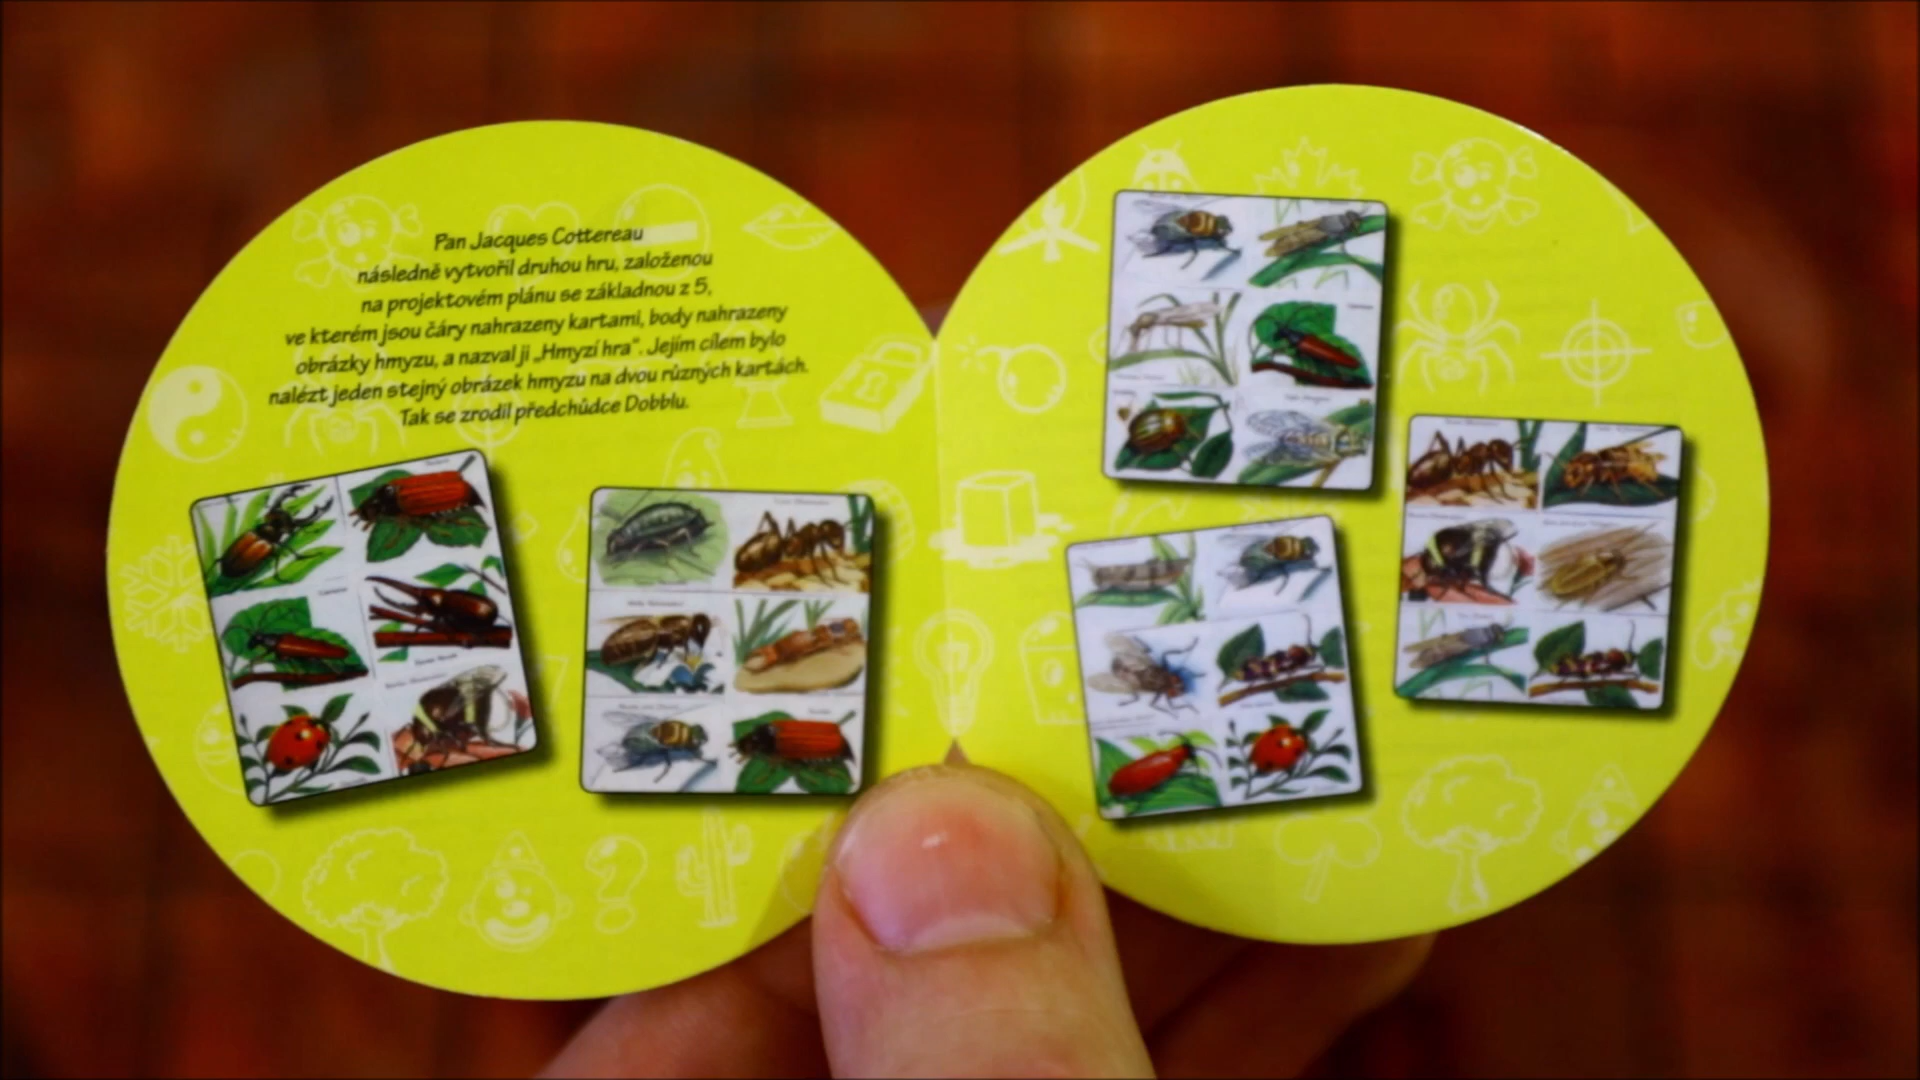 Pan Jacques Cottereau
následně vytvořil druhou hru, založenou
na projektovém plánu se základnou z 5,
ve kterém jsou čáry nahrazeny kartami, body nahrazeny
obrázky hmyzu, a nazval ji „Hmyzí hra“. Jejím cílem bylo
nalézt jeden stejný obrázek hmyzu na dvou různých kartách.
Tak se zrodil předchůdce Dobblu.